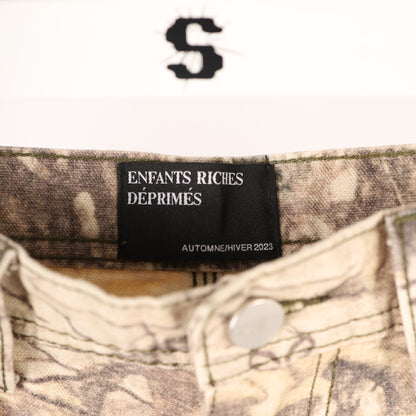 S
ENFANTS RICHES
DÉPRIMÉS
AUTOMNE/HIVER 2023